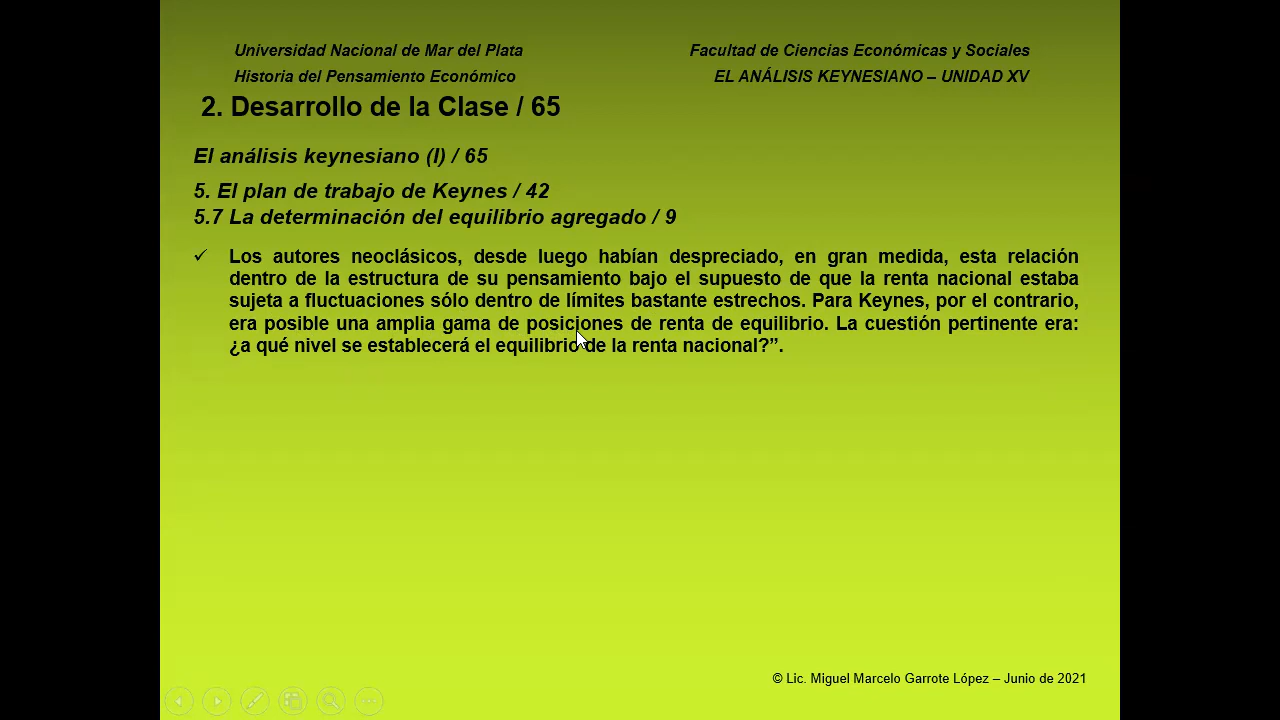 Universidad Nacional de Mar del Plata
Facultad de Ciencias Económicas y Sociales
Historia del Pensamiento Económico
EL ANÁLISIS KEYNESIANO – UNIDAD XV
2. Desarrollo de la Clase / 65
El análisis keynesiano (I) / 65
5. El plan de trabajo de Keynes / 42
5.7 La determinación del equilibrio agregado / 9
✓ Los autores neoclásicos, desde luego habían despreciado, en gran medida, esta relación
dentro de la estructura de su pensamiento bajo el supuesto de que la renta nacional estaba
sujeta a fluctuaciones sólo dentro de límites bastante estrechos. Para Keynes, por el contrario,
era posible una amplia gama de posiciones de renta de equilibrio. La cuestión pertinente era:
¿a qué nivel se establecerá el equilibrio de la renta nacional?”.
© Lic. Miguel Marcelo Garrote López – Junio de 2021